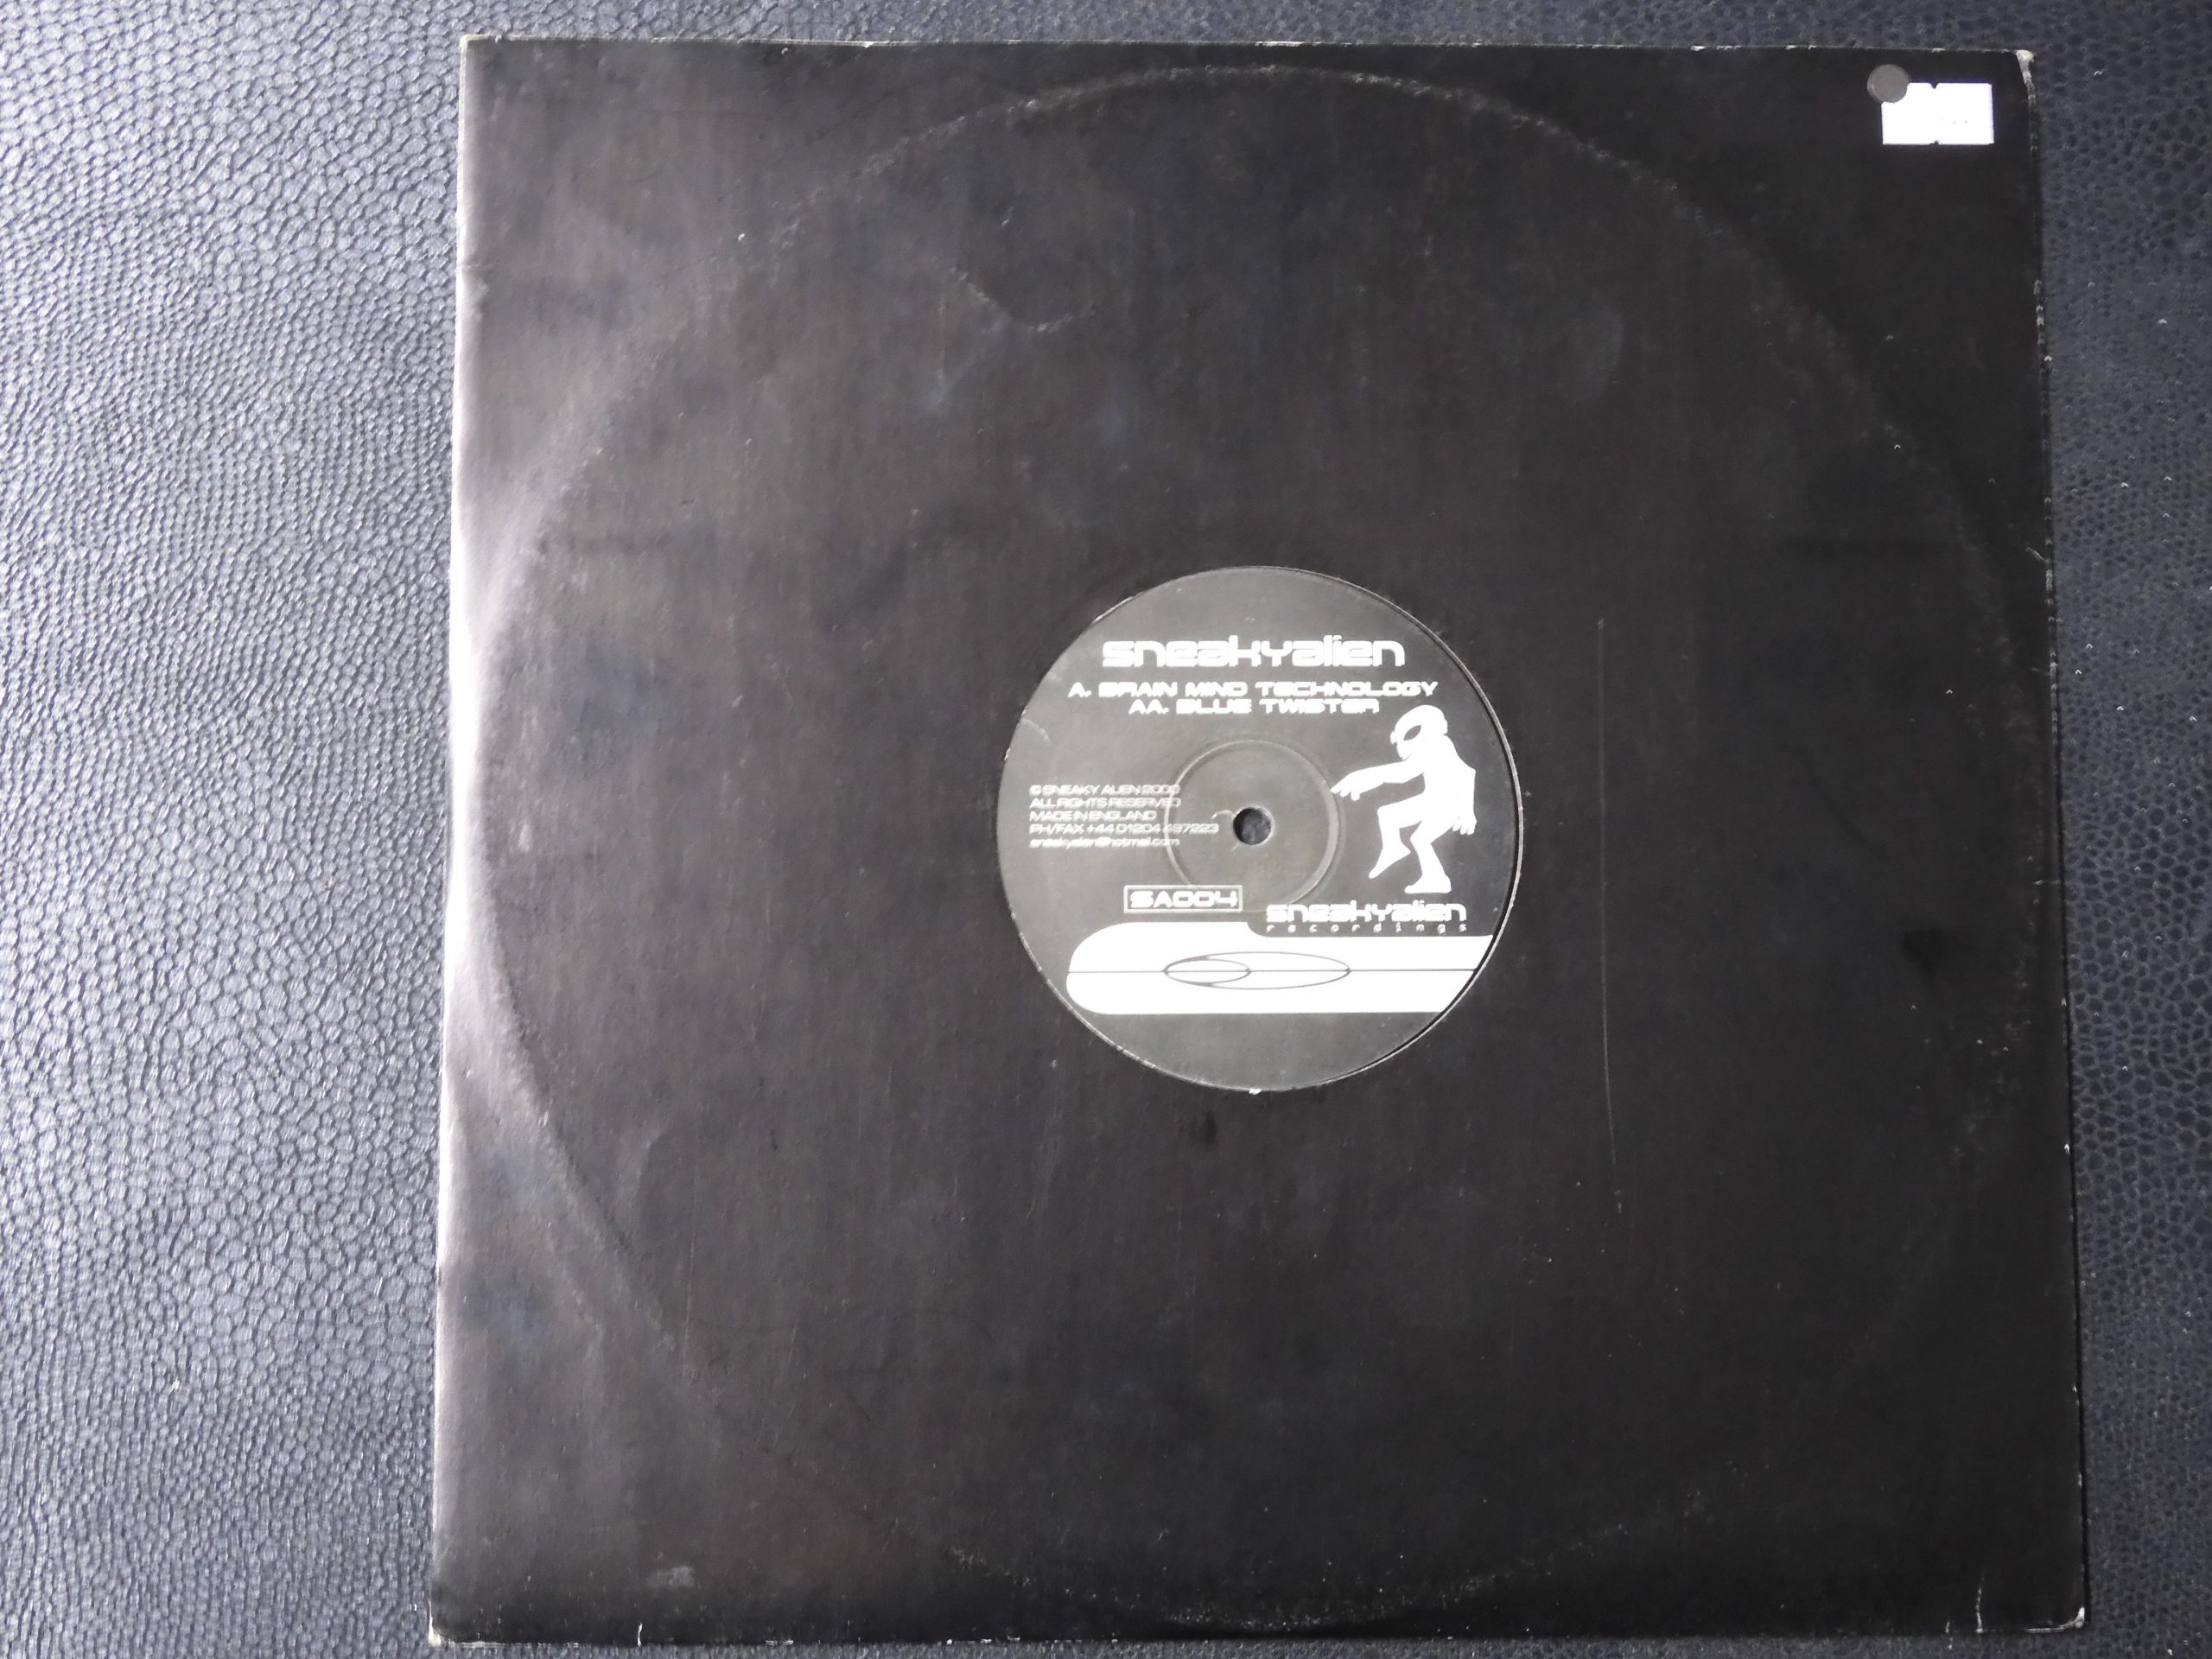 sneakyalien
A. BRAIN MIND TECHNOLOGY
AA. BLUE TWISTER
© SNEAKY ALIEN 2000
ALL RIGHTS RESERVED
MADE IN ENGLAND
PH/FAX +44 01204 497223
sneakyalien@hotmail.com
SA004
sneakyalien
recordings